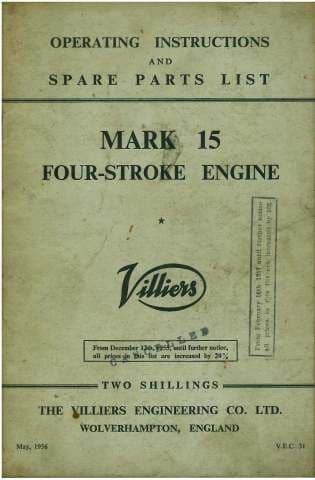 OPERATING INSTRUCTIONS
AND
SPARE PARTS LIST
MARK 15
FOUR-STROKE ENGINE
Villiers
From February 18th 1957 until further notice
all prices in this list are increased by
From December 12th, until further notice,
all prices in this list are increased by 20%
TWO SHILLINGS
THE VILLIERS ENGINEERING CO. LTD.
WOLVERHAMPTON, ENGLAND
May, 1956
V.E.C. 31